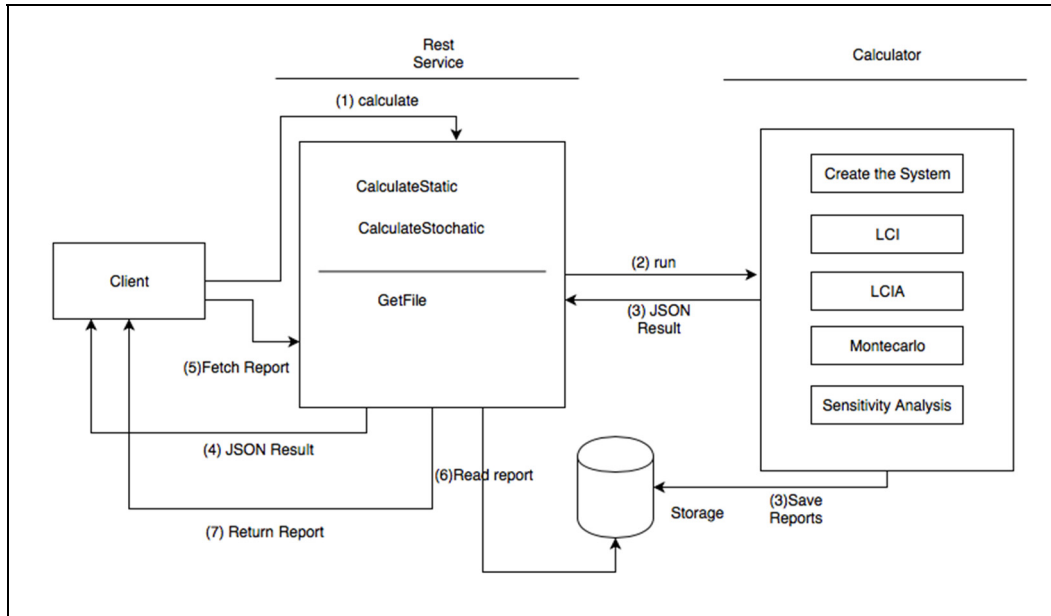 Rest
Service
Calculator
(1) calculate
CalculateStatic
CalculateStochatic
GetFile
Client
(2) run
(3) JSON
Result
Create the System
LCI
LCIA
Montecarlo
Sensitivity Analysis
(5)Fetch Report
(4) JSON Result
(6)Read report
(7) Return Report
Storage
(3)Save
Reports